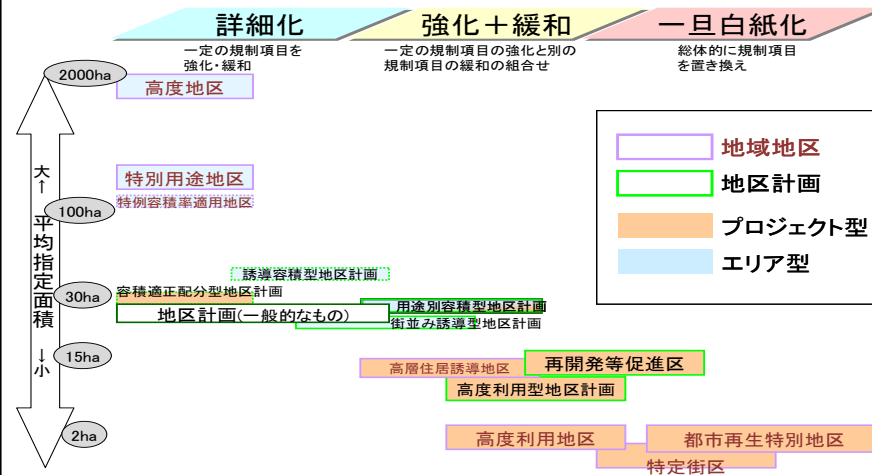 詳細化
強化＋緩和
一旦白紙化
一定の規制項目を
強化・緩和
一定の規制項目の強化と別の
規制項目の緩和の組合せ
総体的に規制項目
を置き換え
2000ha
高度地区
地域地区
地区計画
プロジェクト型
エリア型
大↑
平均指定面積
↓小
特別用途地区
特例容積率適用地区
100ha
誘導容積型地区計画
容積適正配分型地区計画
30ha
用途別容積型地区計画
地区計画(一般的なもの)
街並み誘導型地区計画
15ha
高層住居誘導地区
再開発等促進区
高度利用型地区計画
2ha
高度利用地区
都市再生特別地区
特定街区